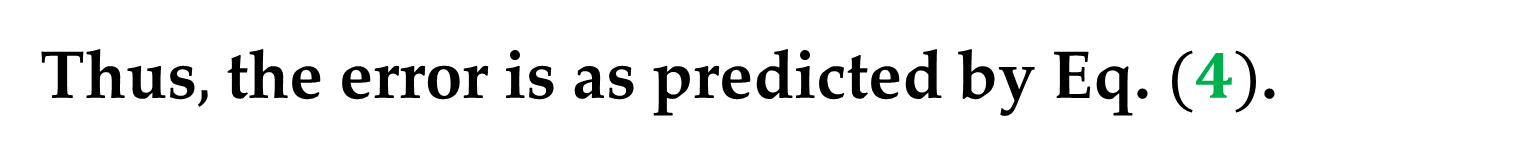 Thus, the error is as predicted by Eq. (4).